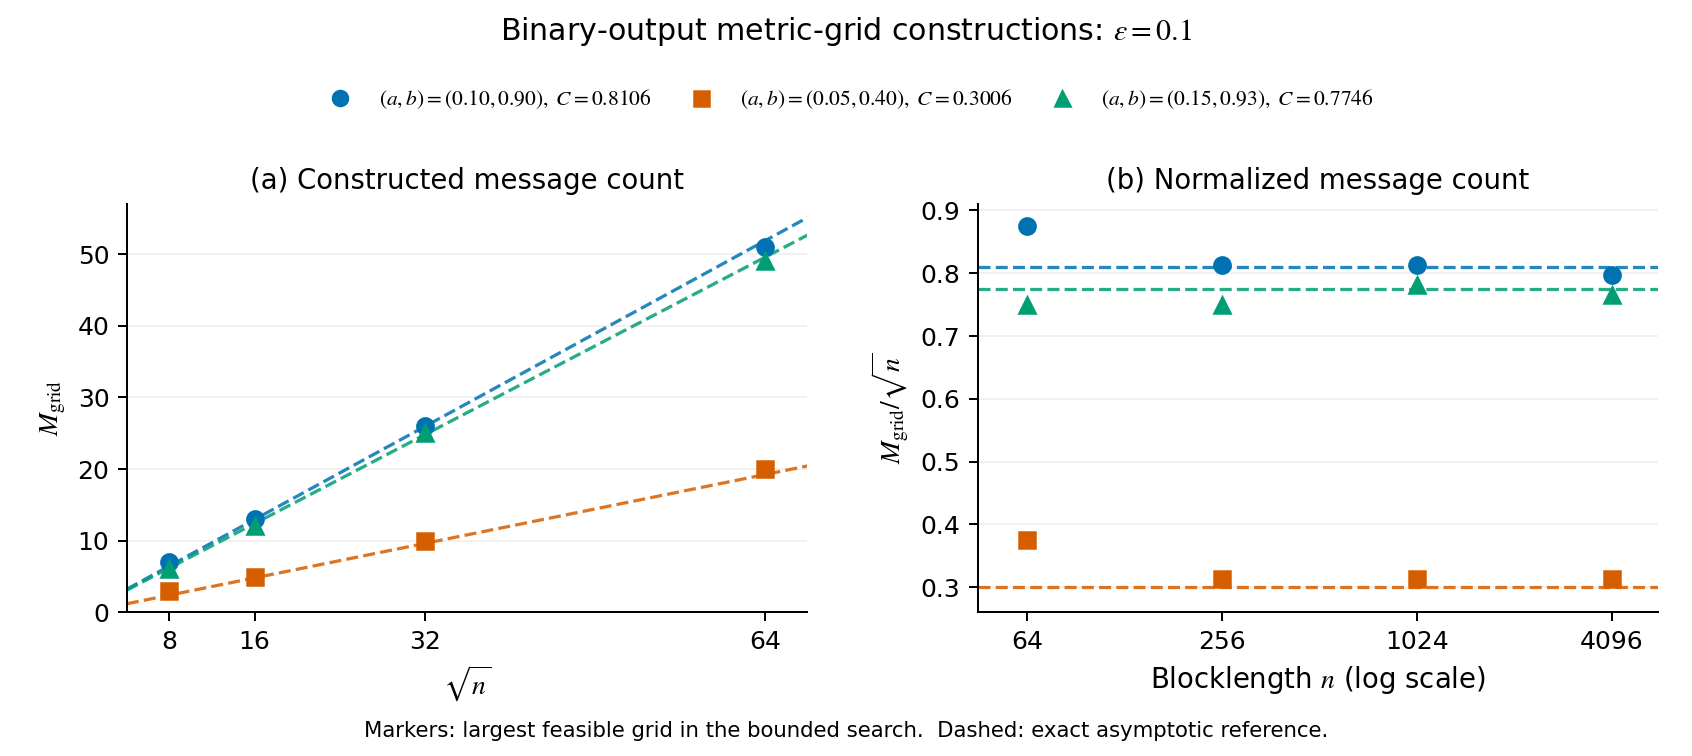 Binary-output metric-grid constructions: ε = 0.1
(a, b) = (0.10, 0.90), C = 0.8106
(a, b) = (0.05, 0.40), C = 0.3006
(a, b) = (0.15, 0.93), C = 0.7746
(a) Constructed message count
M_grid
50
40
30
20
10
0
8 16 32 64
√n
(b) Normalized message count
M_grid/√n
0.9
0.8
0.7
0.6
0.5
0.4
0.3
64 256 1024 4096
Blocklength n (log scale)
Markers: largest feasible grid in the bounded search. Dashed: exact asymptotic reference.